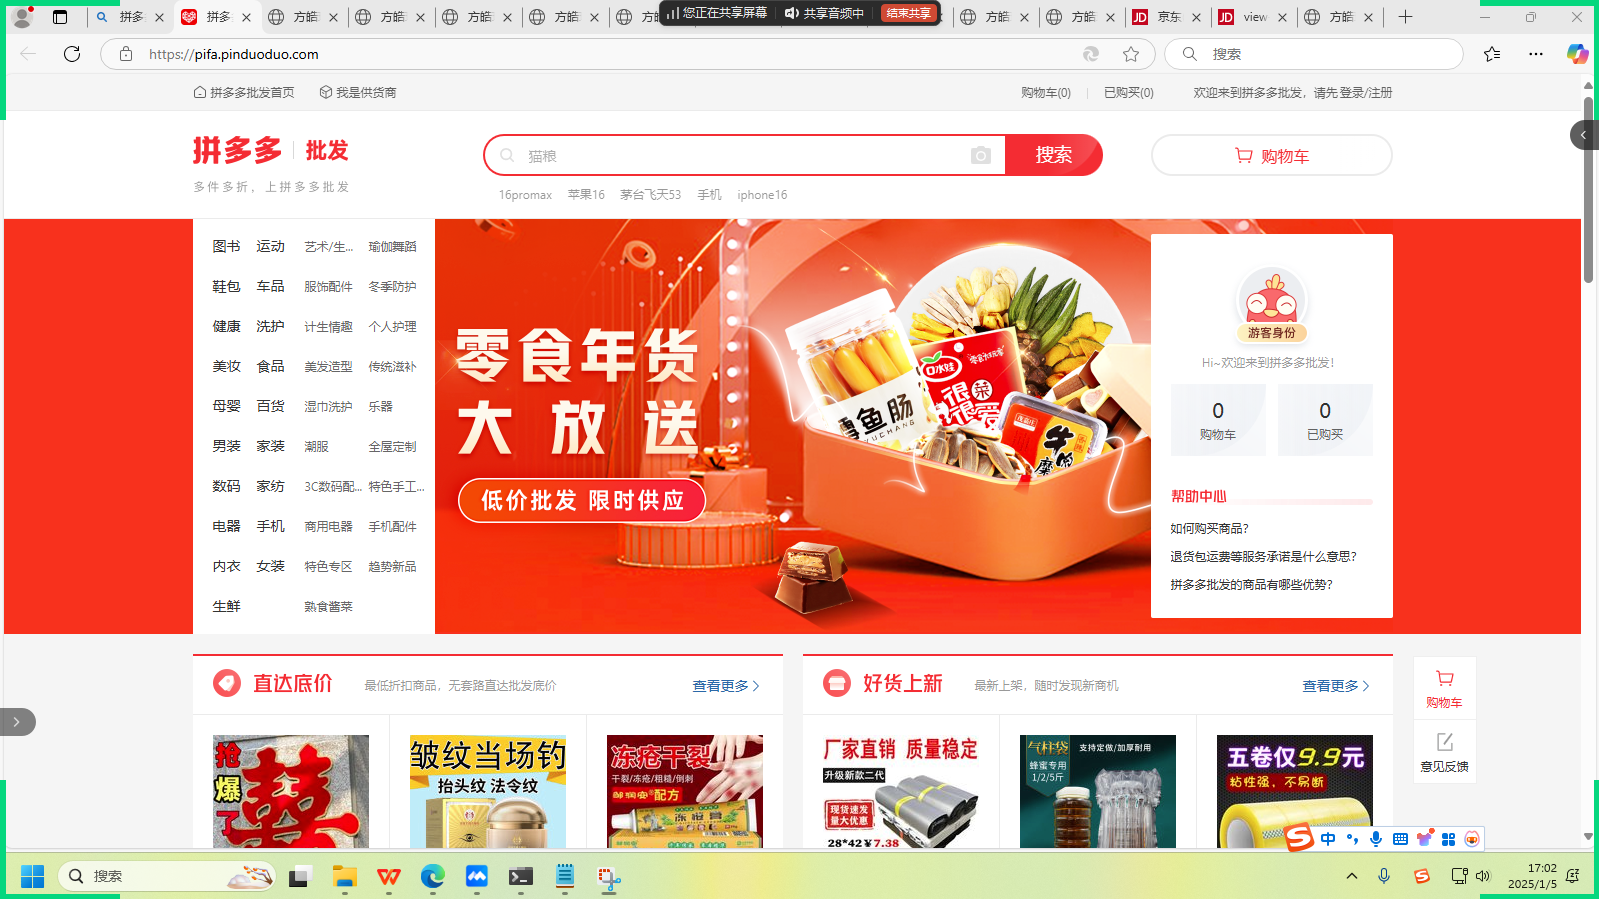 拼多
拼多
方皓
方皓
方皓
方皓
方皓
您正在共享屏幕
共享音频中
结束共享
方皓
方皓
京东
view
方皓
https://pifa.pinduoduo.com
搜索
拼多多批发首页
我是供货商
购物车(0)
已购买(0)
欢迎来到拼多多批发，请先 登录/注册
拼多多 批发
多件多折，上拼多多批发
猫粮
搜索
购物车
16promax 苹果16 茅台飞天53 手机 iphone16
图书 运动 艺术/生... 瑜伽舞蹈
鞋包 车品 服饰配件 冬季防护
健康 洗护 计生情趣 个人护理
美妆 食品 美发造型 传统滋补
母婴 百货 湿巾洗护 乐器
男装 家装 潮服 全屋定制
数码 家纺 3C数码配... 特色手工...
电器 手机 商用电器 手机配件
内衣 女装 特色专区 趋势新品
生鲜 熟食酱菜
零食年货
大放送
低价批发 限时供应
口水娃
鳕鱼肠
游客身份
Hi~欢迎来到拼多多批发!
0
购物车
0
已购买
帮助中心
如何购买商品?
退货包运费等服务承诺是什么意思?
拼多多批发的商品有哪些优势?
直达底价
最低折扣商品，无套路直达批发底价
查看更多
好货上新
最新上架，随时发现新商机
查看更多
购物车
意见反馈
抢爆了
囍
皱纹当场钓
抬头纹 法令纹
冻疮干裂
干裂/冻疮/粗糙/倒刺
配方
冻疮膏
厂家直销 质量稳定
升级新款二代
现货速发
量大优惠
28*42￥7.38
气柱袋
蜂蜜专用
1/2/5斤
支持定做/加厚耐用
五卷仅9.9元
粘性强，不易断
中
搜索
17:02
2025/1/5